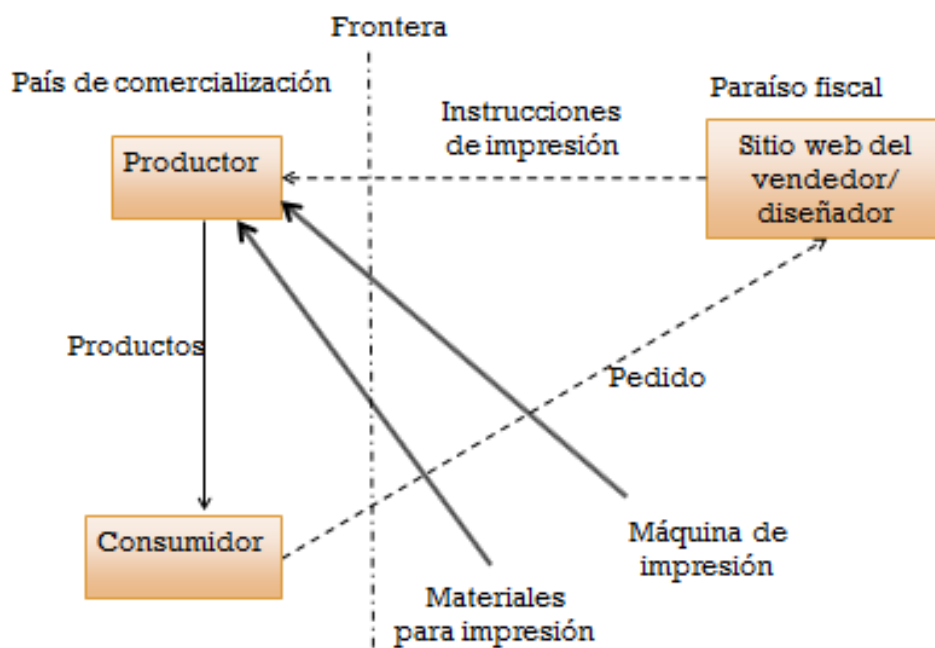 Frontera
País de comercialización
Paraíso fiscal
Instrucciones
de impresión
Productor
Sitio web del
vendedor/
diseñador
Productos
Pedido
Consumidor
Máquina de
impresión
Materiales
para impresión